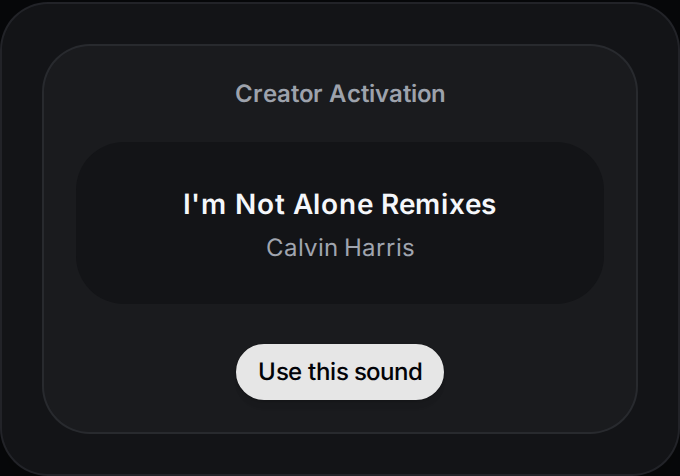 Creator Activation
I'm Not Alone Remixes
Calvin Harris
Use this sound